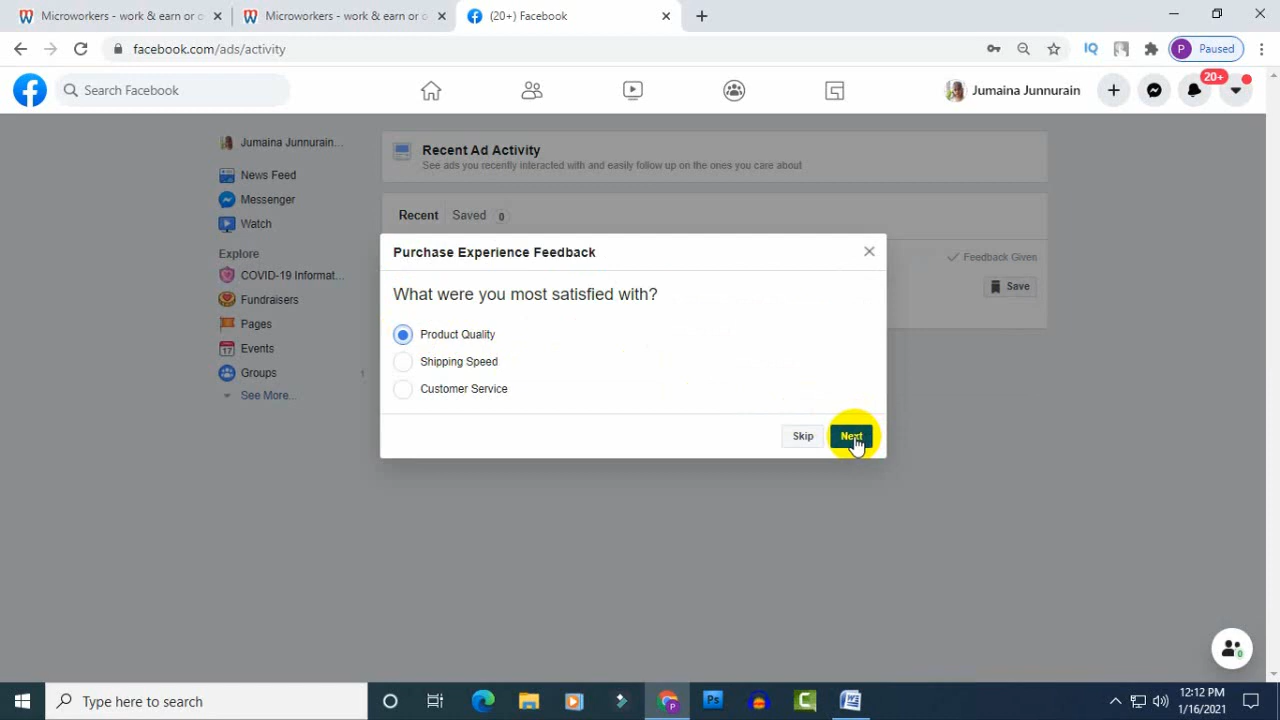 Microworkers - work & earn or o
Microworkers - work & earn or o
(20+) Facebook
facebook.com/ads/activity
IQ
P Paused
Search Facebook
Jumaina Junnurain
20+
Jumaina Junnurain...
News Feed
Messenger
Watch
Explore
COVID-19 Informat...
Fundraisers
Pages
17 Events
Groups 1
See More...
Recent Ad Activity
See ads you recently interacted with and easily follow up on the ones you care about
Recent Saved 0
Feedback Given
Save
Purchase Experience Feedback
What were you most satisfied with?
Product Quality
Shipping Speed
Customer Service
Skip Next
0
Type here to search
Ps
12:12 PM
1/16/2021